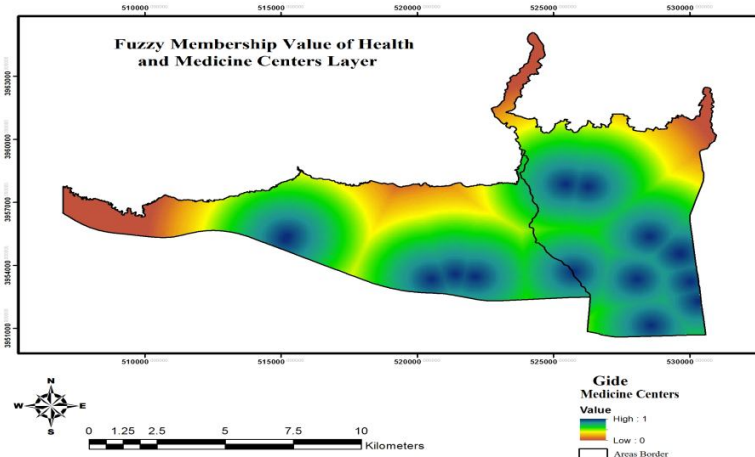 510000 515000 520000 525000 530000
Fuzzy Membership Value of Health
and Medicine Centers Layer
3963000
3960000
3957000
3954000
3951000
510000 515000 520000 525000 530000
N
W E
S
0 1.25 2.5 5 7.5 10
Kilometers
Gide
Medicine Centers
Value
High : 1
Low : 0
Areas Border